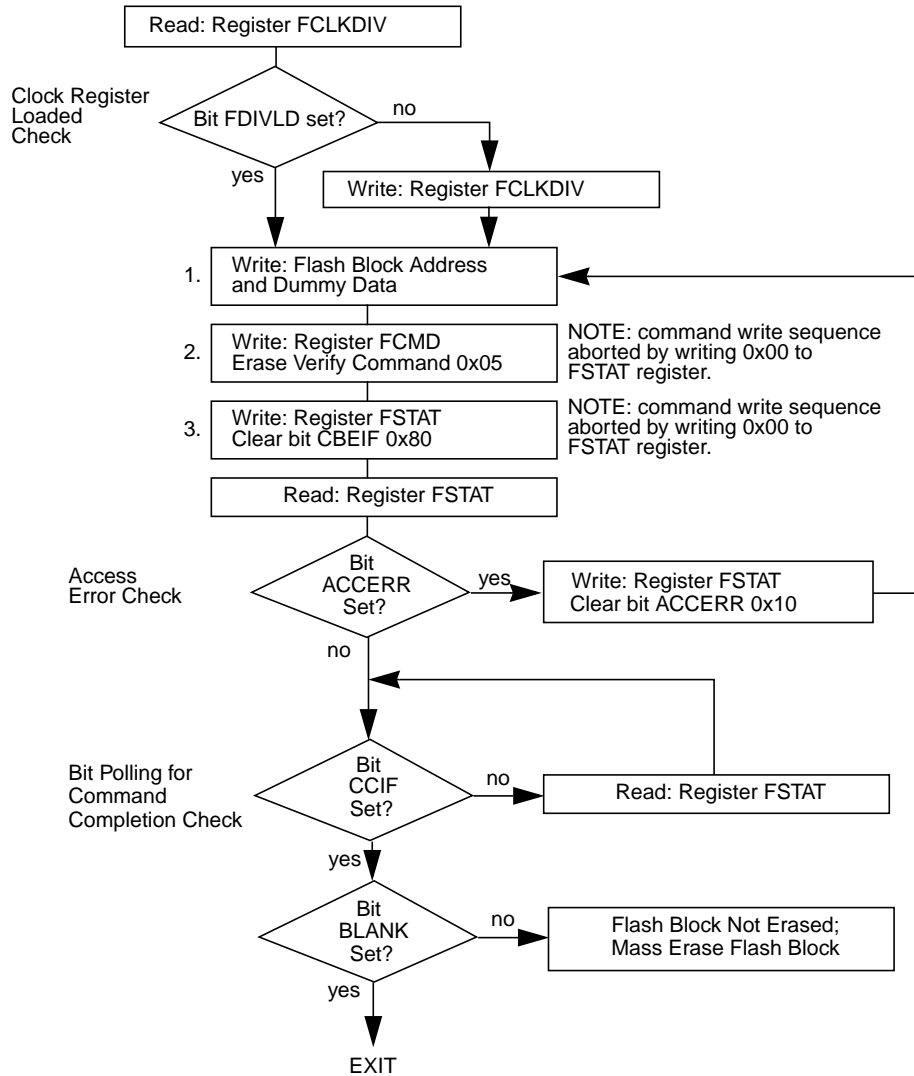 Read: Register FCLKDIV
Clock Register
Loaded
Check
Bit FDIVLD set?
no
yes
Write: Register FCLKDIV
1.
Write: Flash Block Address
and Dummy Data
2.
Write: Register FCMD
Erase Verify Command 0x05
NOTE: command write sequence
aborted by writing 0x00 to
FSTAT register.
3.
Write: Register FSTAT
Clear bit CBEIF 0x80
NOTE: command write sequence
aborted by writing 0x00 to
FSTAT register.
Read: Register FSTAT
Access
Error Check
Bit
ACCERR
Set?
yes
Write: Register FSTAT
Clear bit ACCERR 0x10
no
Bit Polling for
Command
Completion Check
Bit
CCIF
Set?
no
Read: Register FSTAT
yes
Bit
BLANK
Set?
no
Flash Block Not Erased;
Mass Erase Flash Block
yes
EXIT